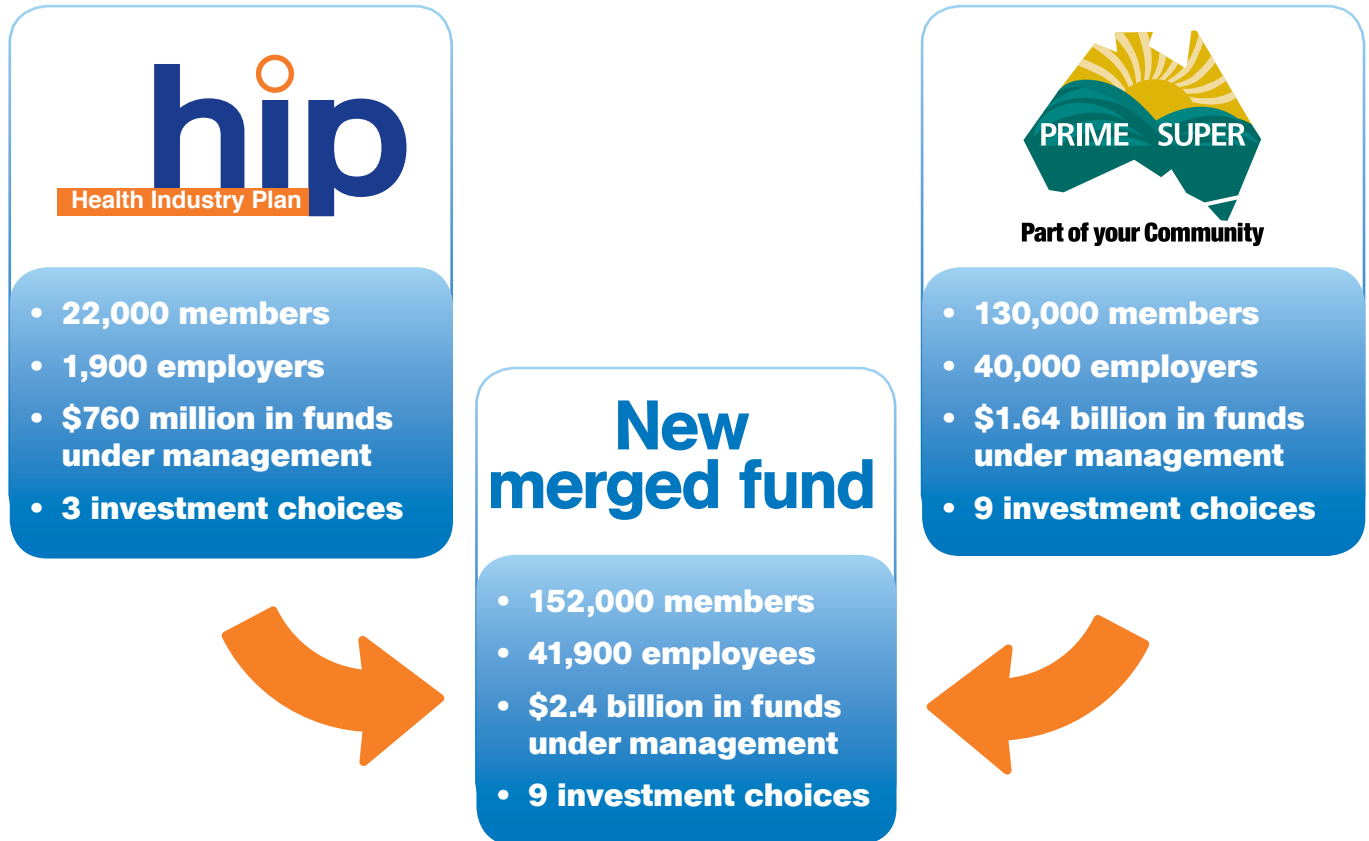 hip
Health Industry Plan
• 22,000 members
• 1,900 employers
• $760 million in funds
under management
• 3 investment choices
PRIME SUPER
Part of your Community
• 130,000 members
• 40,000 employers
• $1.64 billion in funds
under management
• 9 investment choices
New
merged fund
• 152,000 members
• 41,900 employees
• $2.4 billion in funds
under management
• 9 investment choices